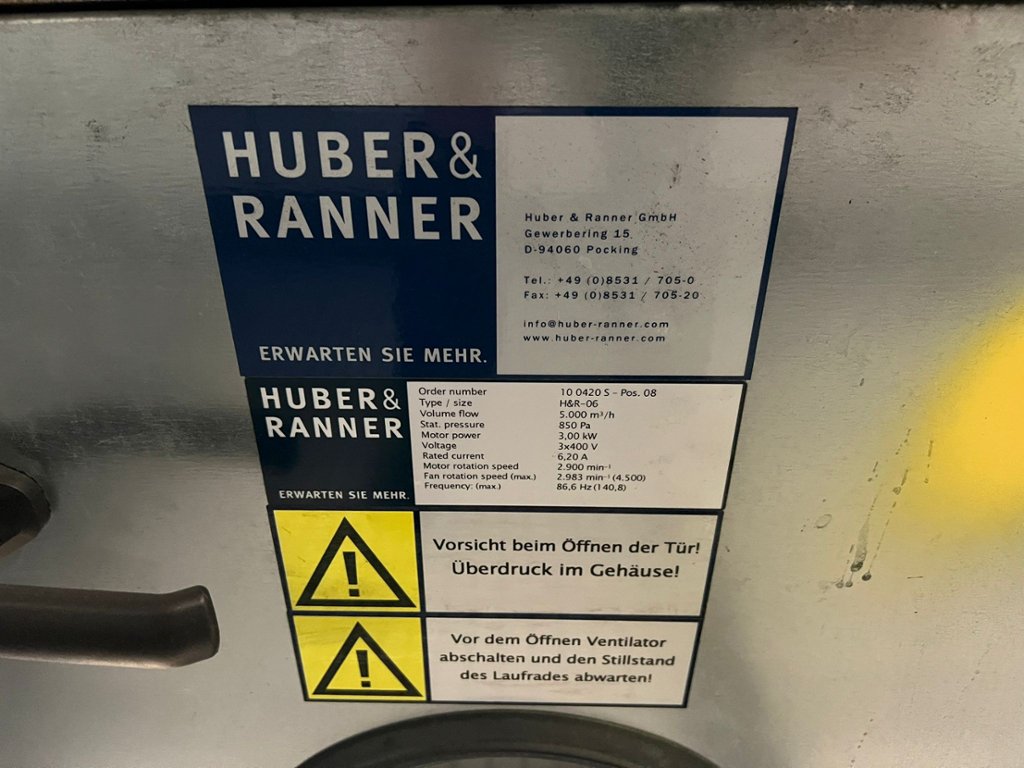 HUBER&
RANNER
ERWARTEN SIE MEHR.
Huber & Ranner GmbH
Gewerbering 15
D-94060 Pocking
Tel.: +49 (0)8531 / 705-0
Fax: +49 (0)8531 / 705-20
info@huber-ranner.com
www.huber-ranner.com
HUBER&
RANNER
ERWARTEN SIE MEHR.
Order number 10 0420 S – Pos. 08
Type / size H&R-06
Volume flow 5.000 m³/h
Stat. pressure 850 Pa
Motor power 3,00 kW
Voltage 3x400 V
Rated current 6,20 A
Motor rotation speed 2.900 min⁻¹
Fan rotation speed (max.) 2.983 min⁻¹ (4.500)
Frequency: (max.) 86,6 Hz (140,8)
Vorsicht beim Öffnen der Tür!
Überdruck im Gehäuse!
Vor dem Öffnen Ventilator
abschalten und den Stillstand
des Laufrades abwarten!